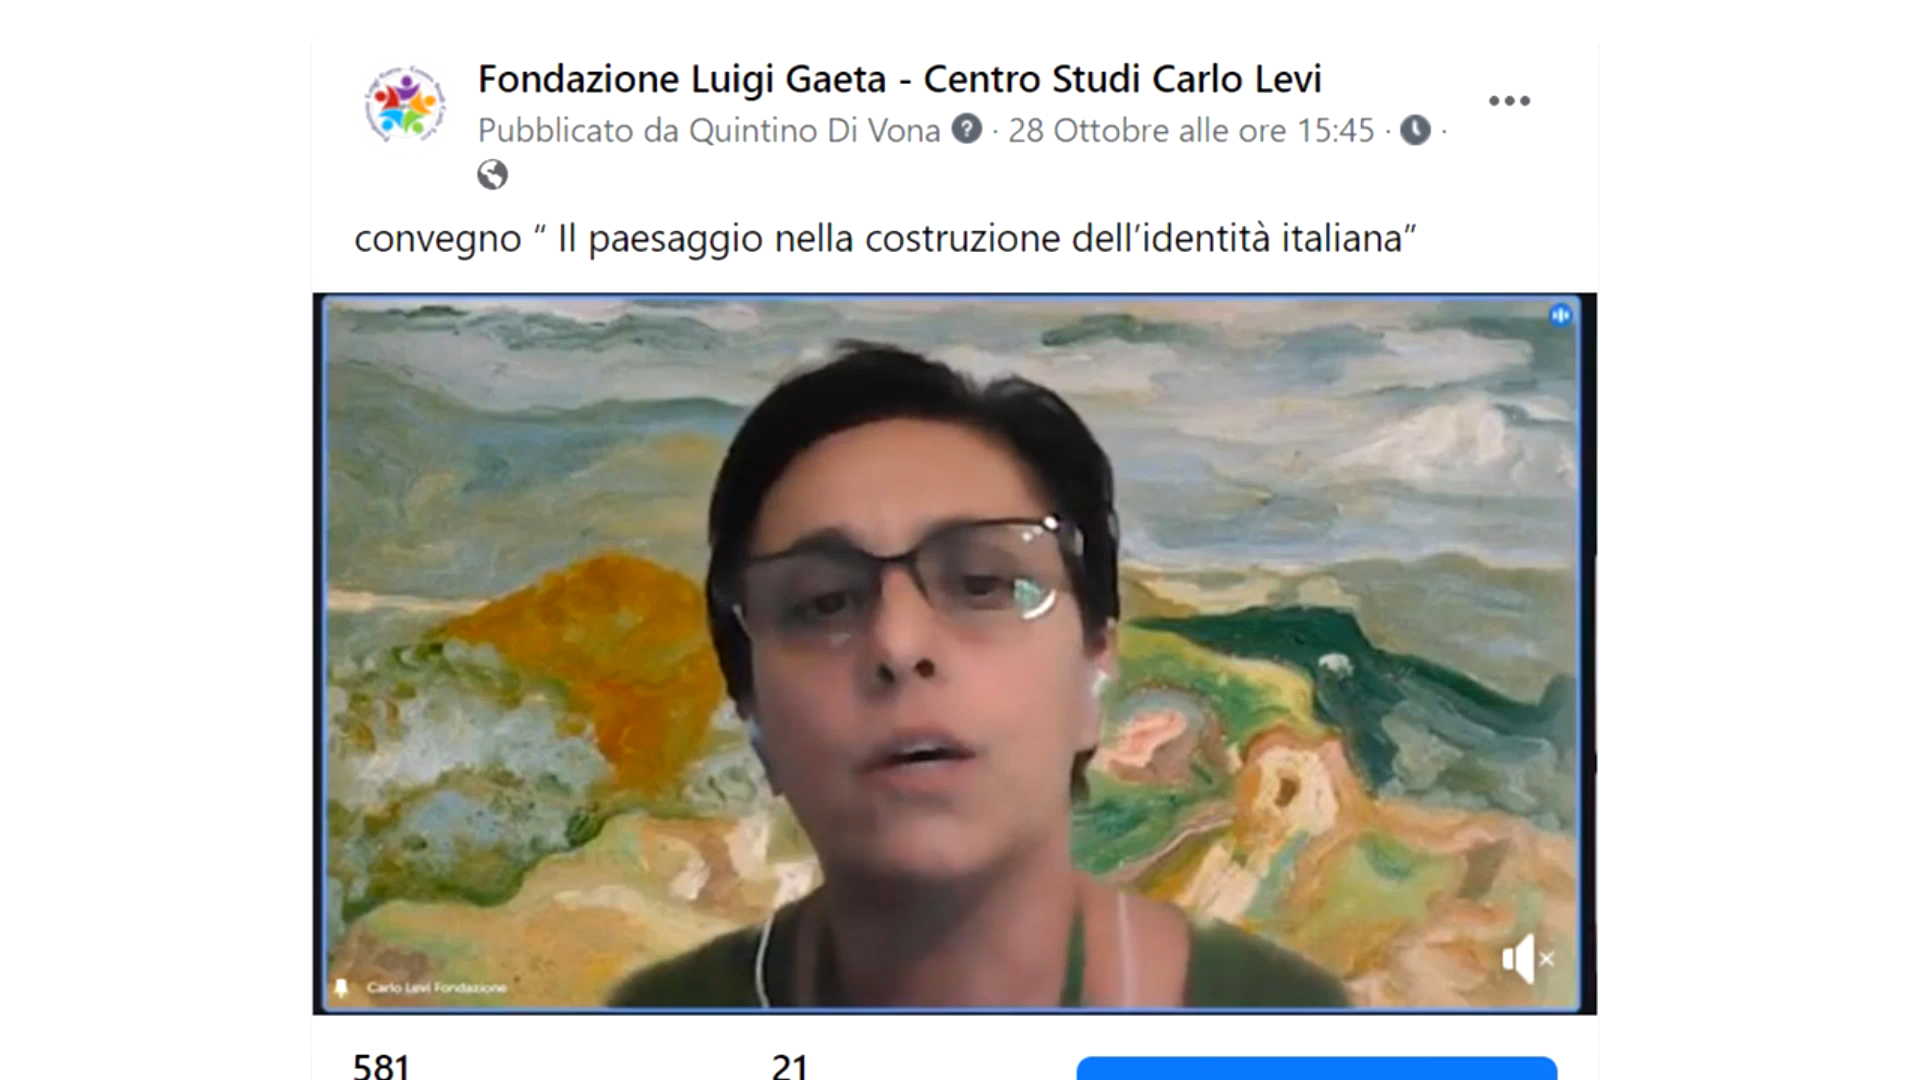 Fondazione Luigi Gaeta - Centro Studi Carlo Levi
Pubblicato da Quintino Di Vona · 28 Ottobre alle ore 15:45 ·
convegno “ Il paesaggio nella costruzione dell’identità italiana”
Carlo Levi Fondazione
581
21